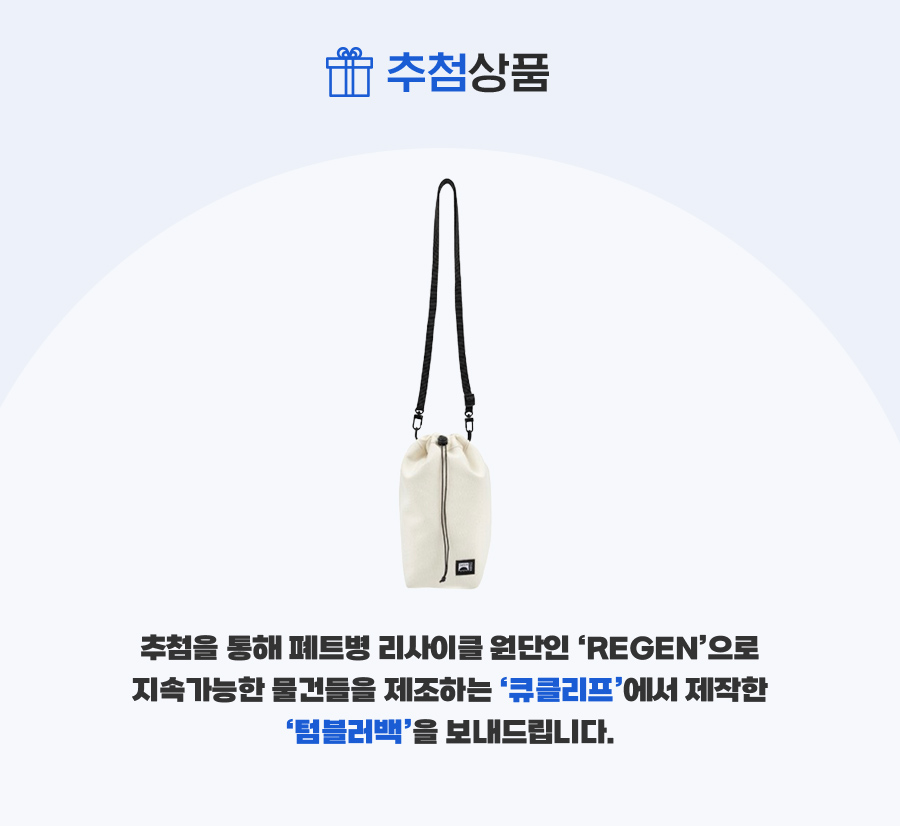 추첨상품
추첨을 통해 폐트병 리사이클 원단인 ‘REGEN’으로
지속가능한 물건들을 제조하는 ‘큐클리프’에서 제작한
‘텀블러백’을 보내드립니다.